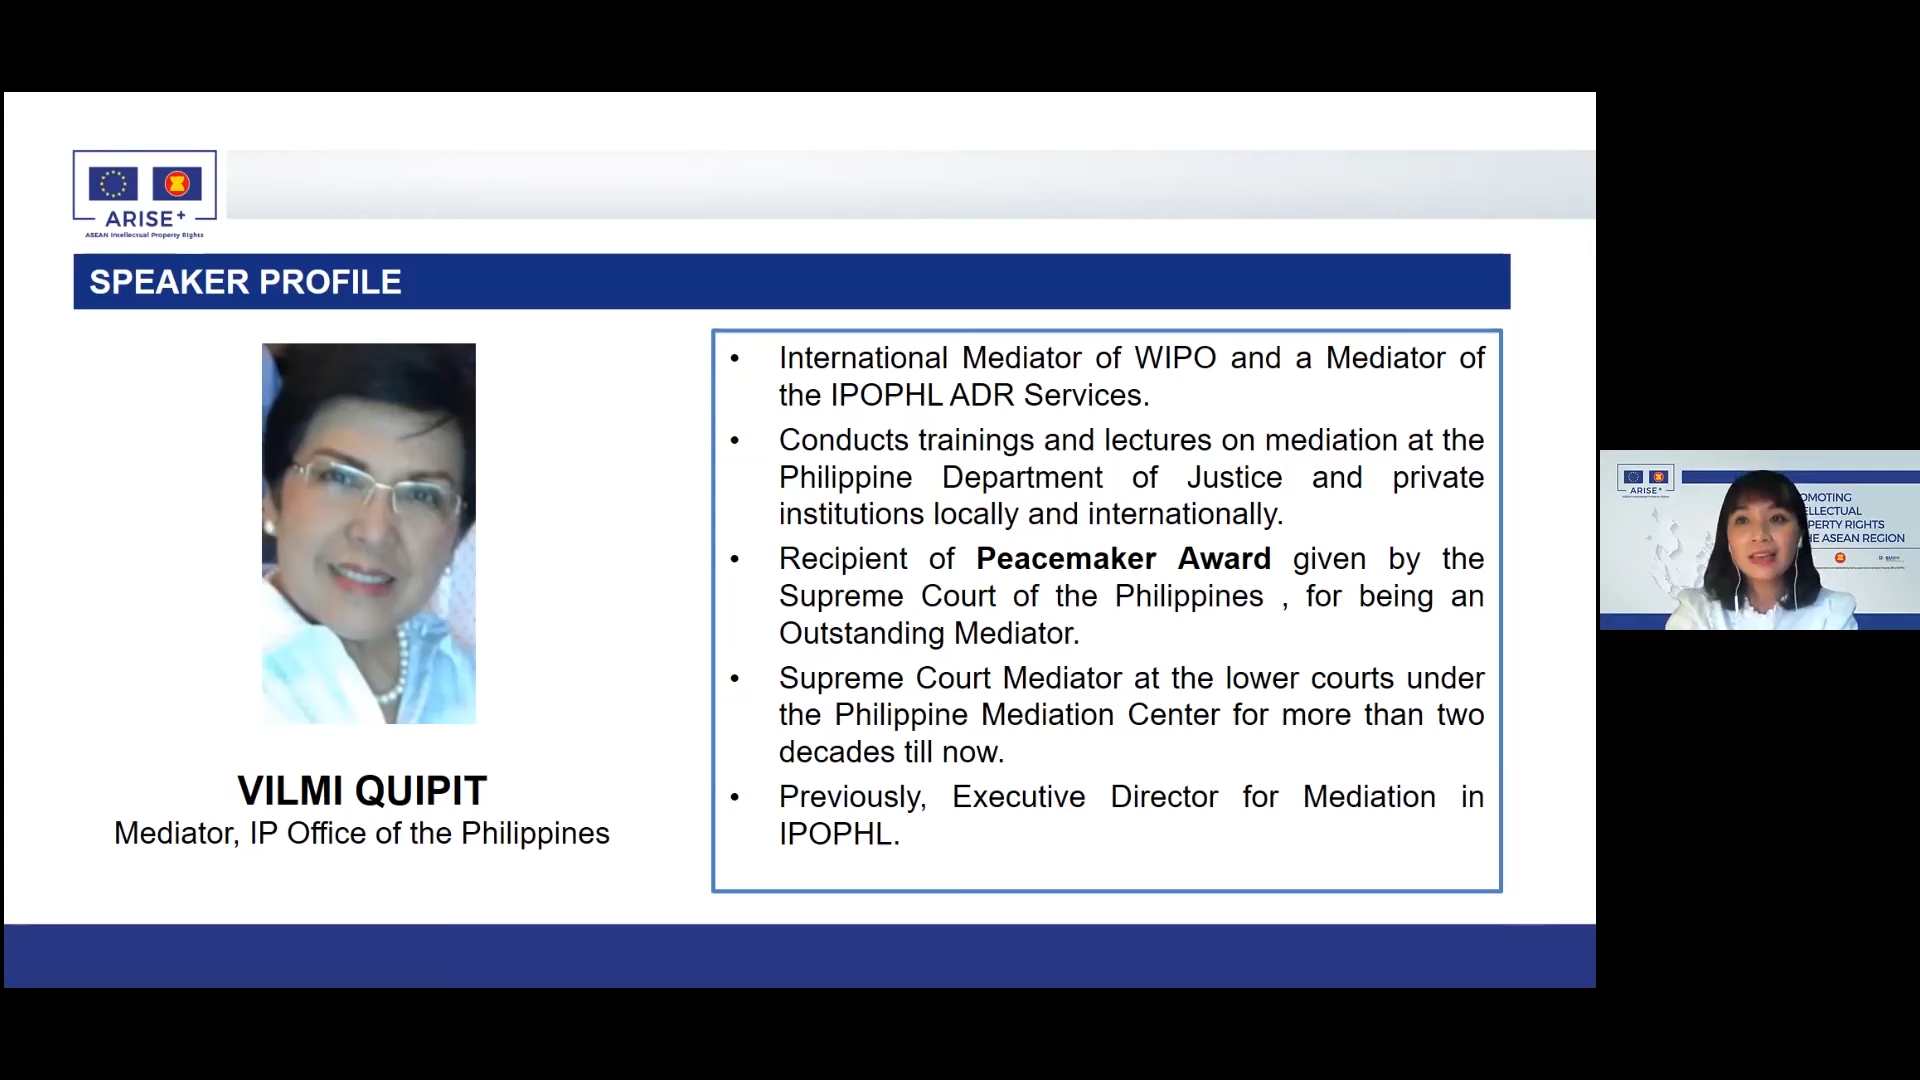 ARISE+
ASEAN Intellectual Property Rights
SPEAKER PROFILE
VILMI QUIPIT
Mediator, IP Office of the Philippines
• International Mediator of WIPO and a Mediator of
the IPOPHL ADR Services.
• Conducts trainings and lectures on mediation at the
Philippine Department of Justice and private
institutions locally and internationally.
• Recipient of Peacemaker Award given by the
Supreme Court of the Philippines , for being an
Outstanding Mediator.
• Supreme Court Mediator at the lower courts under
the Philippine Mediation Center for more than two
decades till now.
• Previously, Executive Director for Mediation in
IPOPHL.
ARISE+
OMOTING
ELLECTUAL
PERTY RIGHTS
HE ASEAN REGION